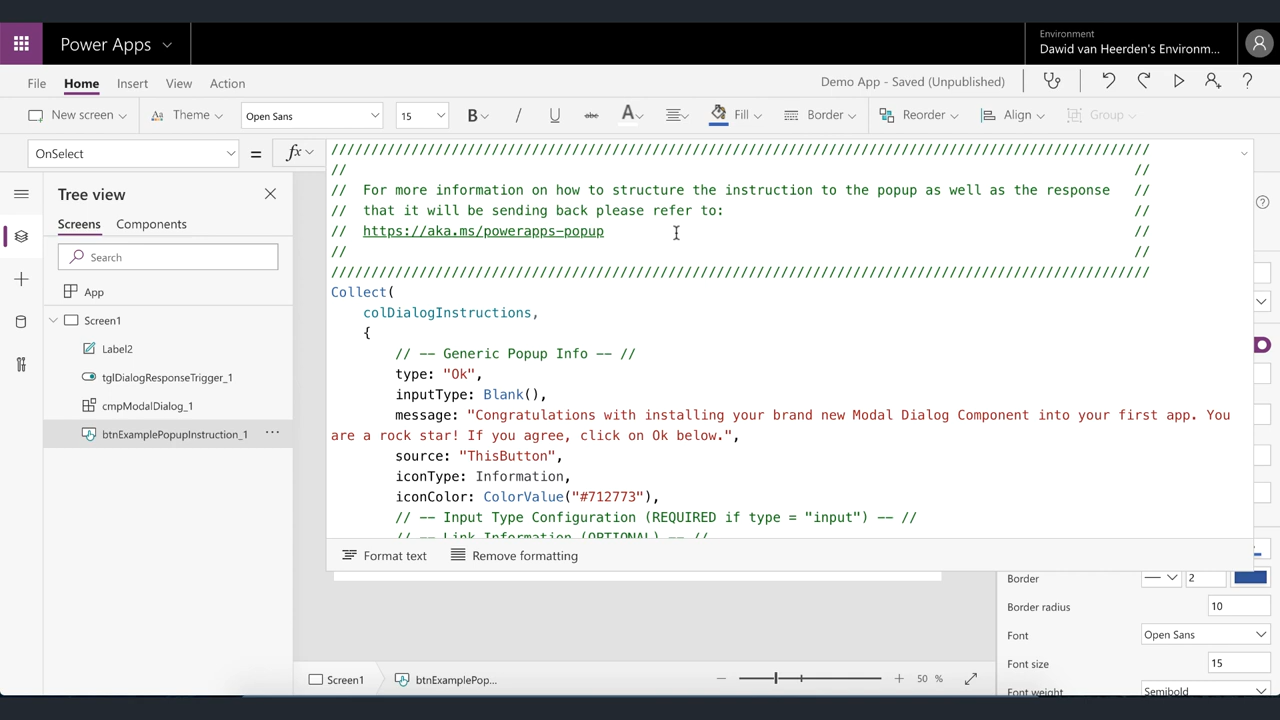 Power Apps
Environment
Dawid van Heerden's Environm...
File Home Insert View Action
Demo App - Saved (Unpublished)
New screen Theme Open Sans 15 B / U abc A Fill Border Reorder Align Group
OnSelect = fx
Tree view
Screens Components
Search
App
Screen1
Label2
tglDialogResponseTrigger_1
cmpModalDialog_1
btnExamplePopupInstruction_1 ...
//////////////////////////////////////////////////////////////////////////////////////////////////////
// //
// For more information on how to structure the instruction to the popup as well as the response //
// that it will be sending back please refer to: //
// https://aka.ms/powerapps-popup //
// //
//////////////////////////////////////////////////////////////////////////////////////////////////////
Collect(
colDialogInstructions,
{
// -- Generic Popup Info -- //
type: "Ok",
inputType: Blank(),
message: "Congratulations with installing your brand new Modal Dialog Component into your first app. You
are a rock star! If you agree, click on Ok below.",
source: "ThisButton",
iconType: Information,
iconColor: ColorValue("#712773"),
// -- Input Type Configuration (REQUIRED if type = "input") -- //
// -- Link Information (OPTIONAL) -- //
Format text Remove formatting
Border 2
Border radius 10
Font Open Sans
Font size 15
Font weight Semibold
Screen1 btnExamplePop... 50 %